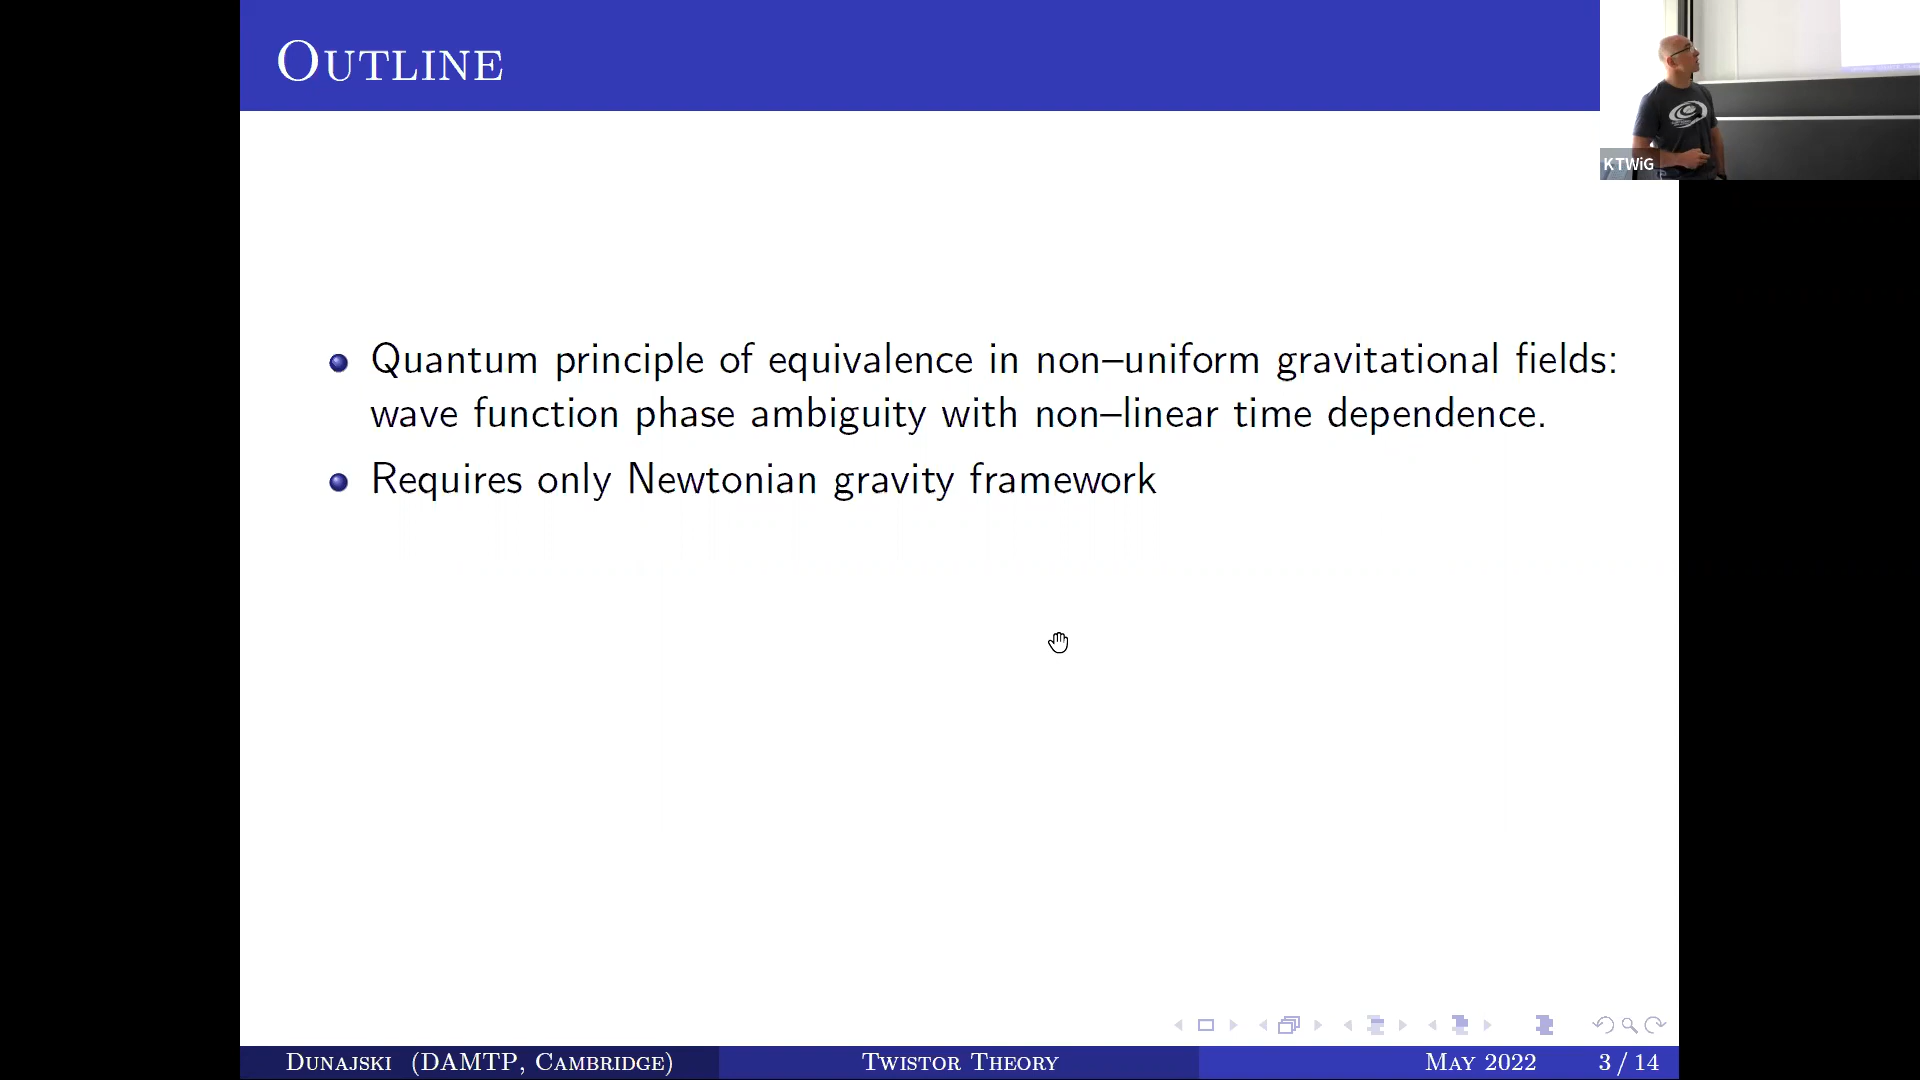 OUTLINE
KTWiG
Quantum principle of equivalence in non–uniform gravitational fields:
wave function phase ambiguity with non–linear time dependence.
Requires only Newtonian gravity framework
DUNAJSKI (DAMTP, CAMBRIDGE) TWISTOR THEORY MAY 2022 3 / 14